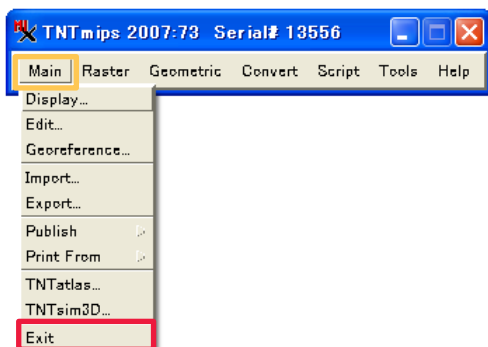 TNTmips 2007:73 Serial# 13556
Main Raster Geometric Convert Script Tools Help
Display...
Edit...
Georeference...
Import...
Export...
Publish
Print From
TNTatlas...
TNTsim3D...
Exit